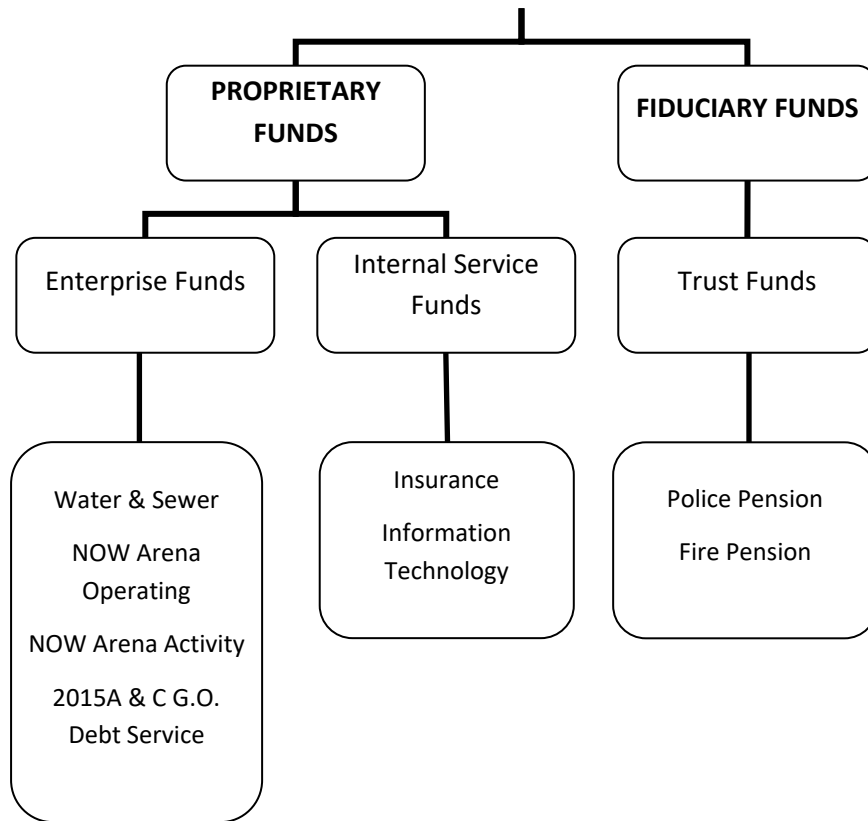 PROPRIETARY
FUNDS
FIDUCIARY FUNDS
Enterprise Funds
Internal Service
Funds
Trust Funds
Water & Sewer
NOW Arena
Operating
NOW Arena Activity
2015A & C G.O.
Debt Service
Insurance
Information
Technology
Police Pension
Fire Pension